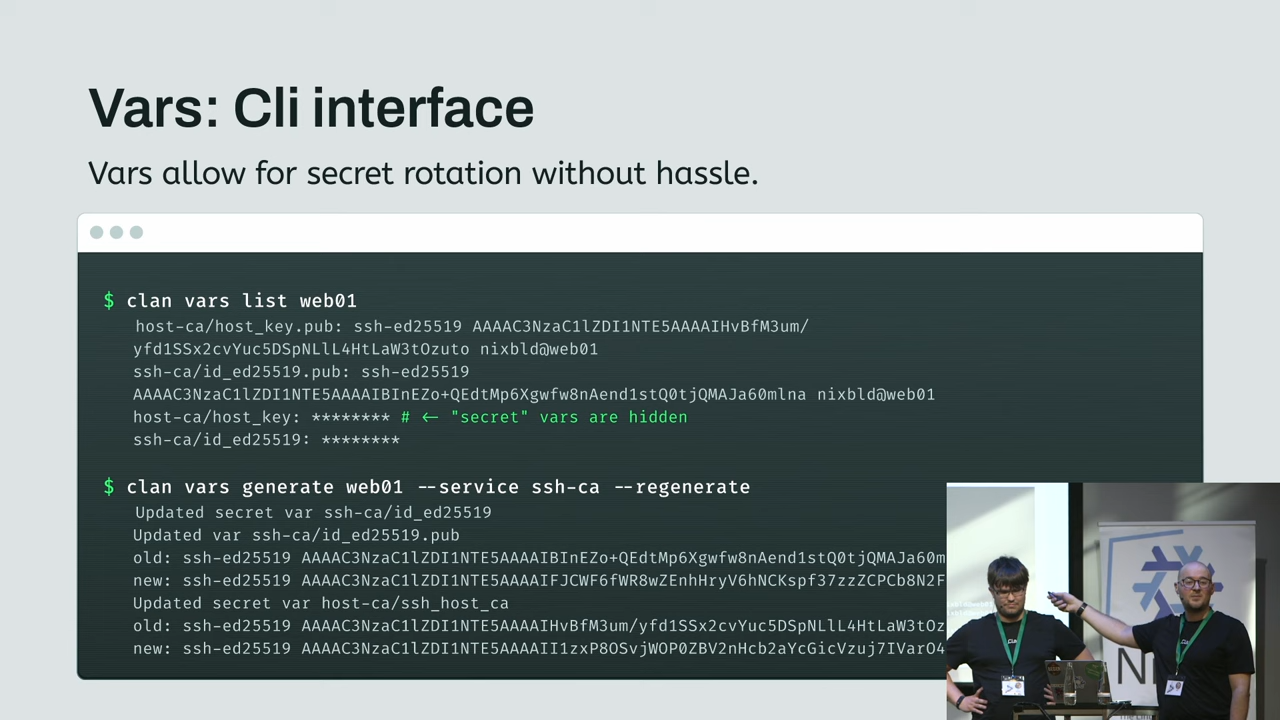 Vars: Cli interface
Vars allow for secret rotation without hassle.
$ clan vars list web01
host-ca/host_key.pub: ssh-ed25519 AAAAC3NzaC1lZDI1NTE5AAAAIHvBfM3um/
yfd1SSx2cvYuc5DSpNLlL4HtLaW3tOzuto nixbld@web01
ssh-ca/id_ed25519.pub: ssh-ed25519
AAAAC3NzaC1lZDI1NTE5AAAAIBInEZo+QEdtMp6Xgwfw8nAend1stQ0tjQMAJa60mlna nixbld@web01
host-ca/host_key: ******** # <- "secret" vars are hidden
ssh-ca/id_ed25519: ********
$ clan vars generate web01 --service ssh-ca --regenerate
Updated secret var ssh-ca/id_ed25519
Updated var ssh-ca/id_ed25519.pub
old: ssh-ed25519 AAAAC3NzaC1lZDI1NTE5AAAAIBInEZo+QEdtMp6Xgwfw8nAend1stQ0tjQMAJa60m
new: ssh-ed25519 AAAAC3NzaC1lZDI1NTE5AAAAIFJCWF6fWR8wZEnhHryV6hNCKspf37zzZCPCb8N2F
Updated secret var host-ca/ssh_host_ca
old: ssh-ed25519 AAAAC3NzaC1lZDI1NTE5AAAAIHvBfM3um/yfd1SSx2cvYuc5DSpNLlL4HtLaW3tOz
new: ssh-ed25519 AAAAC3NzaC1lZDI1NTE5AAAAII1zxP8OSvjWOP0ZBV2nHcb2aYcGicVzuj7IVarO4